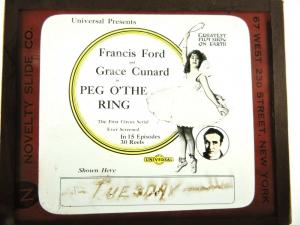 Universal Presents
GREATEST
FILM SHOW
ON EARTH
Francis Ford
and
Grace Cunard
in
PEG O'THE
RING
The First Circus Serial
Ever Screened
In 15 Episodes
30 Reels
UNIVERSAL
Shown Here
TUESDAY
N NOVELTY SLIDE CO.
67 WEST 23D STREET, NEW YORK